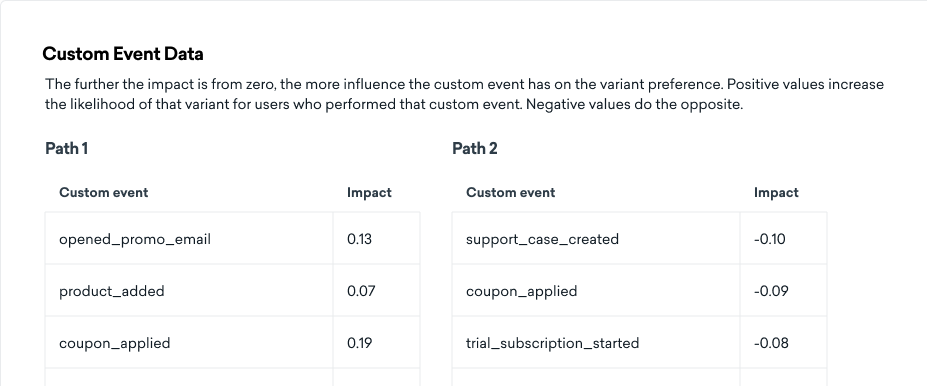 Custom Event Data
The further the impact is from zero, the more influence the custom event has on the variant preference. Positive values increase
the likelihood of that variant for users who performed that custom event. Negative values do the opposite.
Path 1
Custom event Impact
opened_promo_email 0.13
product_added 0.07
coupon_applied 0.19
Path 2
Custom event Impact
support_case_created -0.10
coupon_applied -0.09
trial_subscription_started -0.08